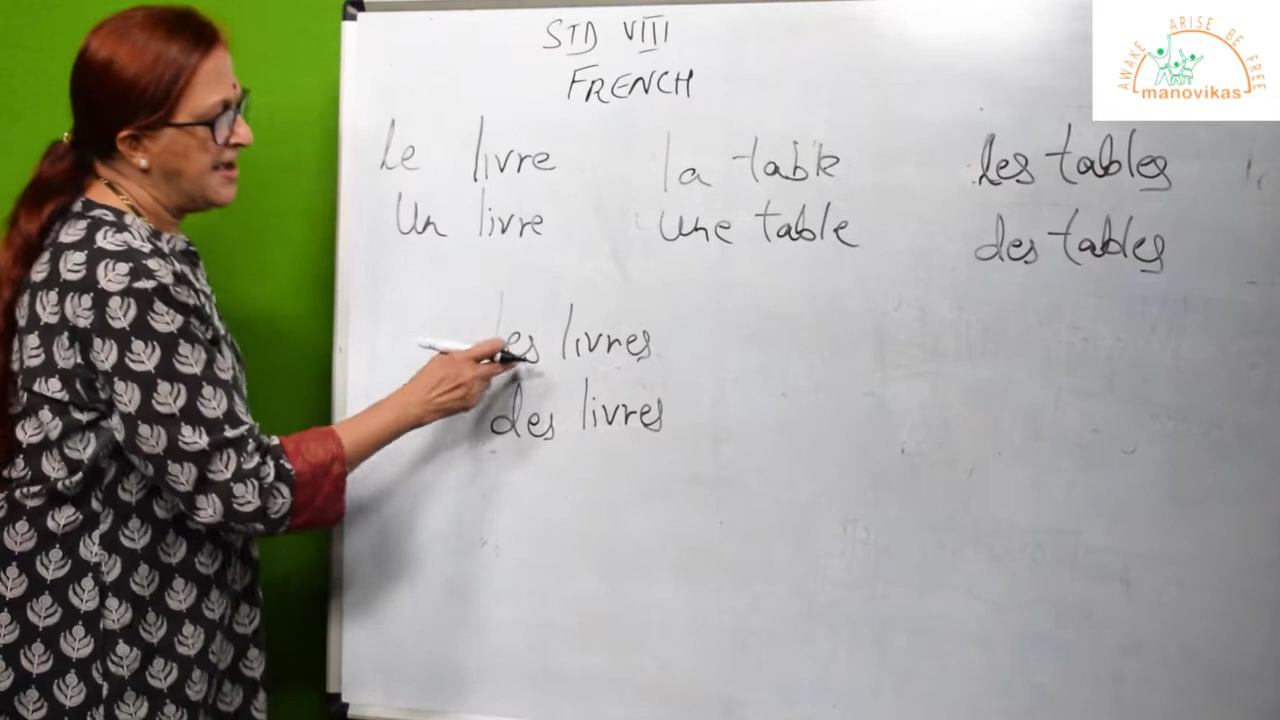 STD VIII
FRENCH
le livre la table les tables
Un livre une table des tables
les livres
des livres
AWAKE ARISE BE FREE
manovikas